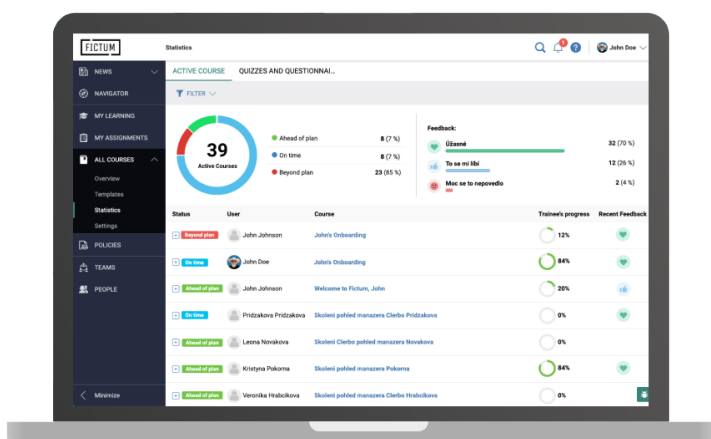 FICTUM
Statistics
1
?
John Doe
NEWS
NAVIGATOR
MY LEARNING
MY ASSIGNMENTS
ALL COURSES
Overview
Templates
Statistics
Settings
POLICIES
TEAMS
PEOPLE
Minimize
ACTIVE COURSE QUIZZES AND QUESTIONNAI...
FILTER
39
Active Courses
Ahead of plan 8 (7 %)
On time 8 (7 %)
Beyond plan 23 (85 %)
Feedback:
Úžasné 32 (70 %)
To se mi líbí 12 (26 %)
Moc se to nepovedlo 2 (4 %)
Status User Course Trainee's progress Recent Feedback
Beyond plan John Johnson John's Onboarding 12%
On time John Doe John's Onboarding 84%
Ahead of plan John Johnson Welcome to Fictum, John 20%
On time Pridzakova Pridzakova Skoleni pohled manazera Clerbo Pridzakova 0%
Ahead of plan Leona Novakova Skoleni Clerbo pohled manazera Novakova 0%
Ahead of plan Kristyna Pokorna Skoleni pohled manazera Pokorna 84%
Ahead of plan Veronika Hrabcikova Skoleni pohled manazera Clerbo Hrabcikova 0%